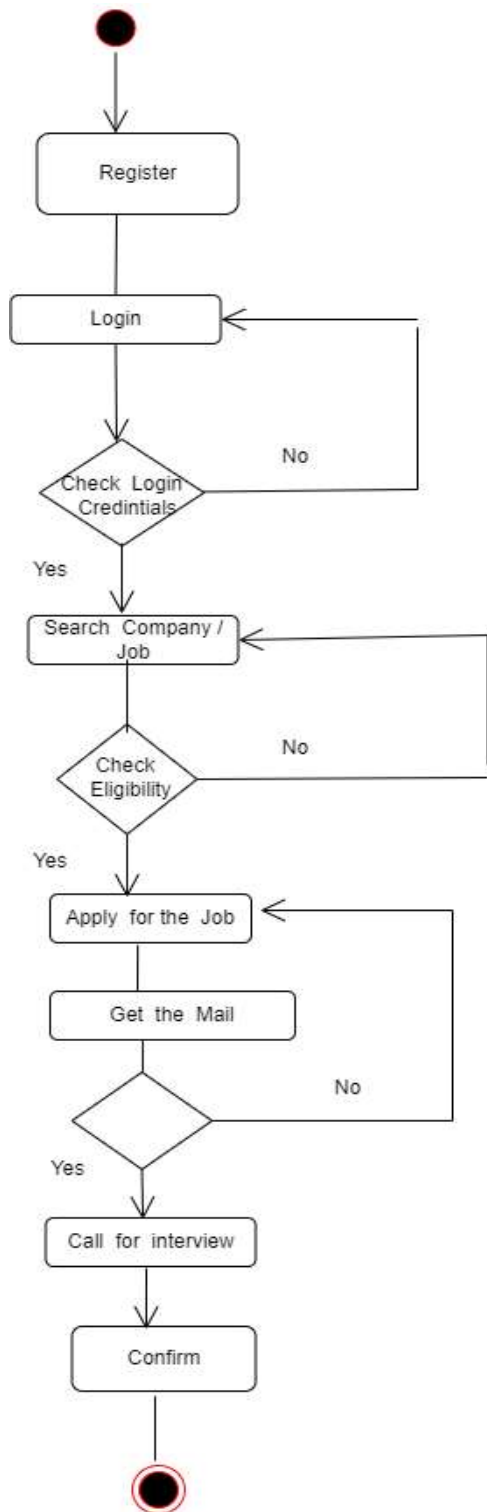 Register
Login
Check Login
Credintials
No
Yes
Search Company /
Job
Check
Eligibility
No
Yes
Apply for the Job
Get the Mail
No
Yes
Call for interview
Confirm